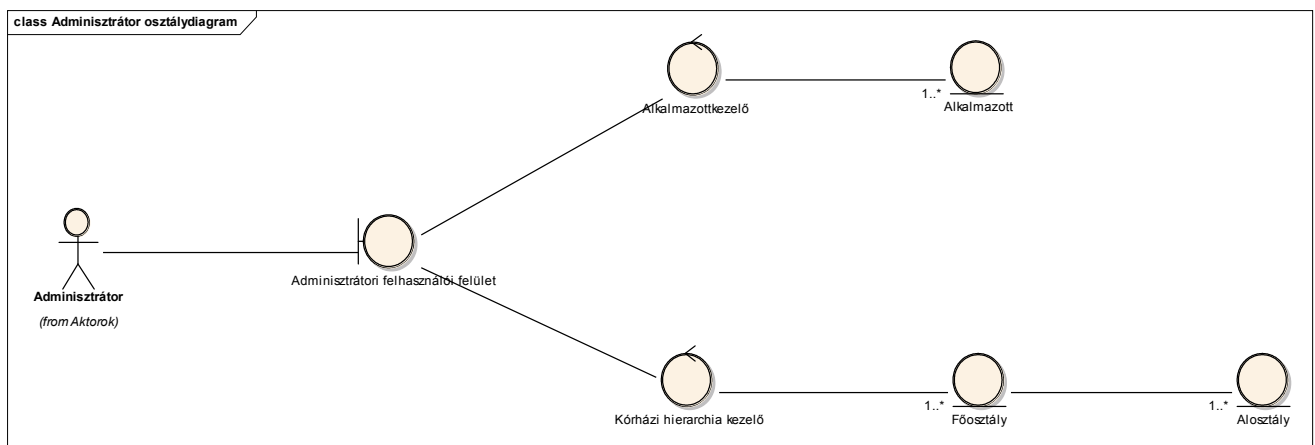 class Adminisztrátor osztálydiagram
Alkalmazottkezelő
1..*
Alkalmazott
Adminisztrátori felhasználói felület
Adminisztrátor
(from Aktorok)
Kórházi hierarchia kezelő
1..*
Főosztály
1..*
Alosztály